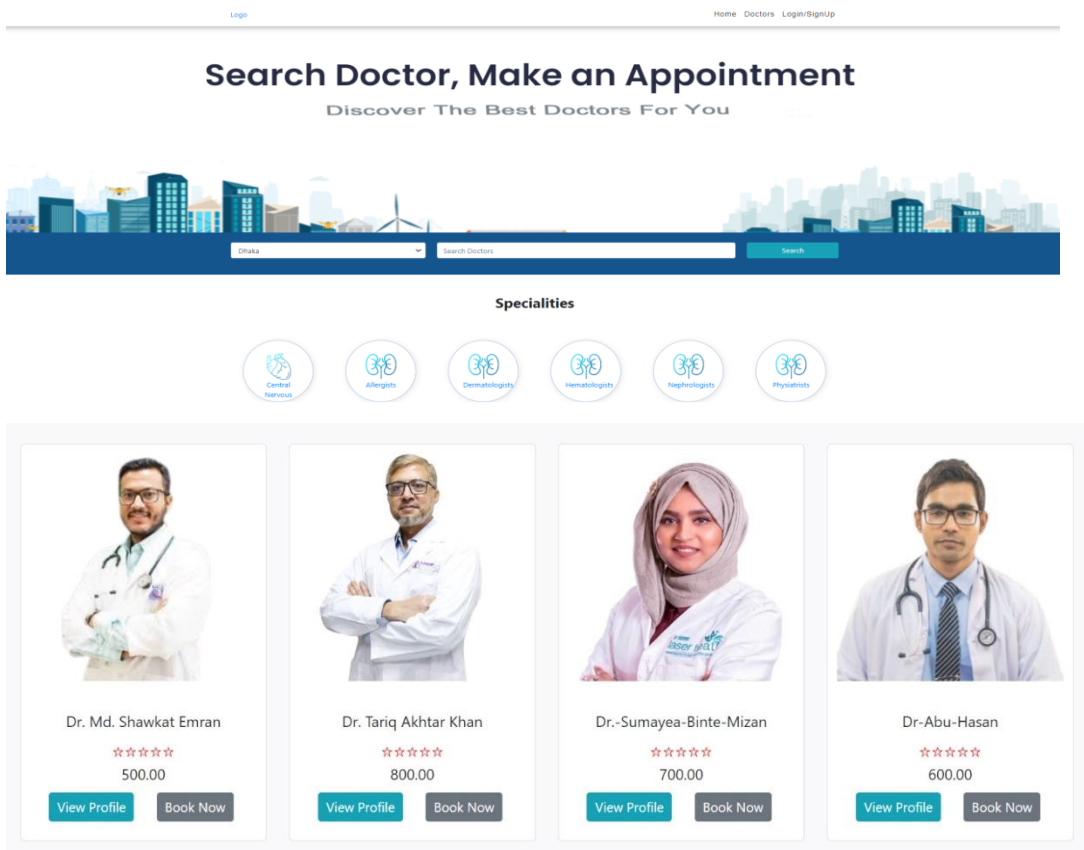 Logo
Home Doctors Login/SignUp
Search Doctor, Make an Appointment
Discover The Best Doctors For You
Dhaka
Search Doctors
Search
Specialities
Central
Nervous
Allergists
Dermatologists
Hematologists
Nephrologists
Physiatrists
Dr. Md. Shawkat Emran
500.00
View Profile
Book Now
Dr. Tariq Akhtar Khan
800.00
View Profile
Book Now
Dr.-Sumayea-Binte-Mizan
700.00
View Profile
Book Now
Dr-Abu-Hasan
600.00
View Profile
Book Now